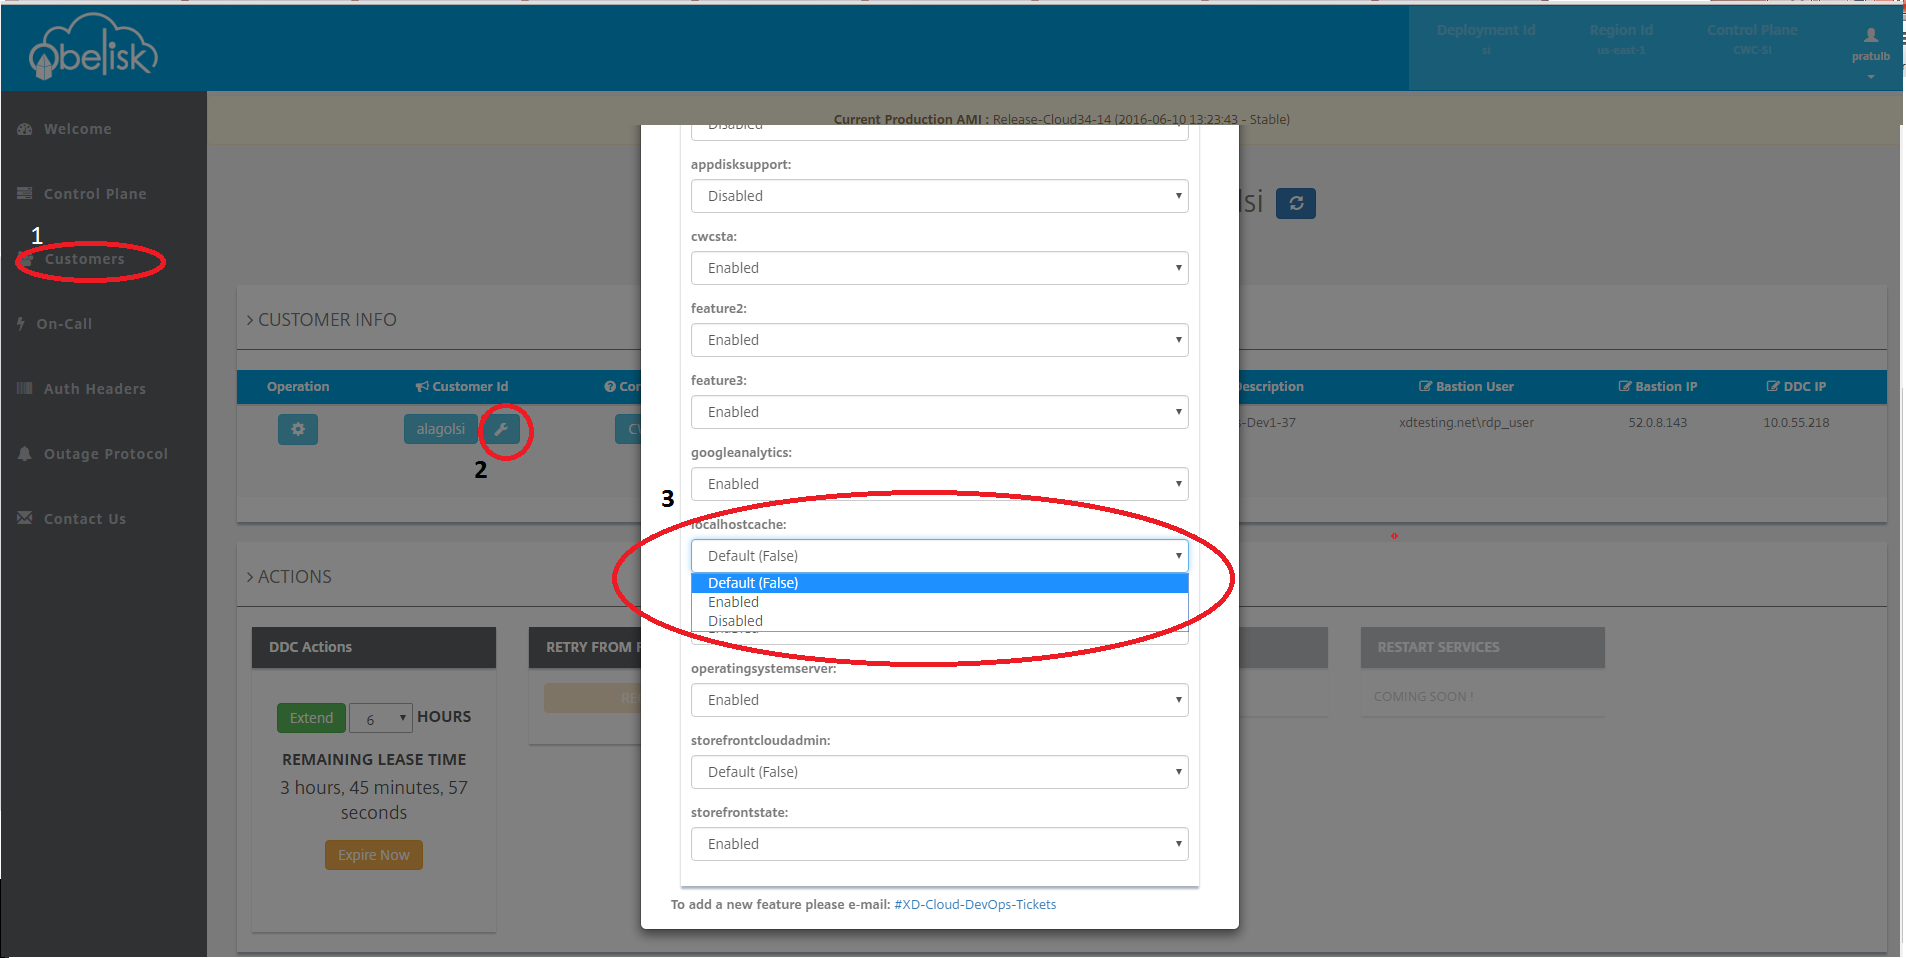 Obelisk
Deployment Id
si
Region Id
us-east-1
Control Plane
CWC-SI
pratulb
Current Production AMI : Release-Cloud34-14 (2016-06-10 13:23:43 - Stable)
Welcome
Control Plane
1
Customers
On-Call
Auth Headers
Outage Protocol
Contact Us
lsi
CUSTOMER INFO
Operation
Customer Id
Description
Bastion User
Bastion IP
DDC IP
alagolsi
2
s-Dev1-37
xdtesting.net\rdp_user
52.0.8.143
10.0.55.218
ACTIONS
DDC Actions
Extend
6
HOURS
REMAINING LEASE TIME
3 hours, 45 minutes, 57
seconds
Expire Now
RETRY FROM
RESTART SERVICES
COMING SOON !
Disabled
appdisksupport:
Disabled
cwcsta:
Enabled
feature2:
Enabled
feature3:
Enabled
googleanalytics:
Enabled
3
localhostcache:
Default (False)
Default (False)
Enabled
Disabled
Enabled
operatingsystemserver:
Enabled
storefrontcloudadmin:
Default (False)
storefrontstate:
Enabled
To add a new feature please e-mail: #XD-Cloud-DevOps-Tickets